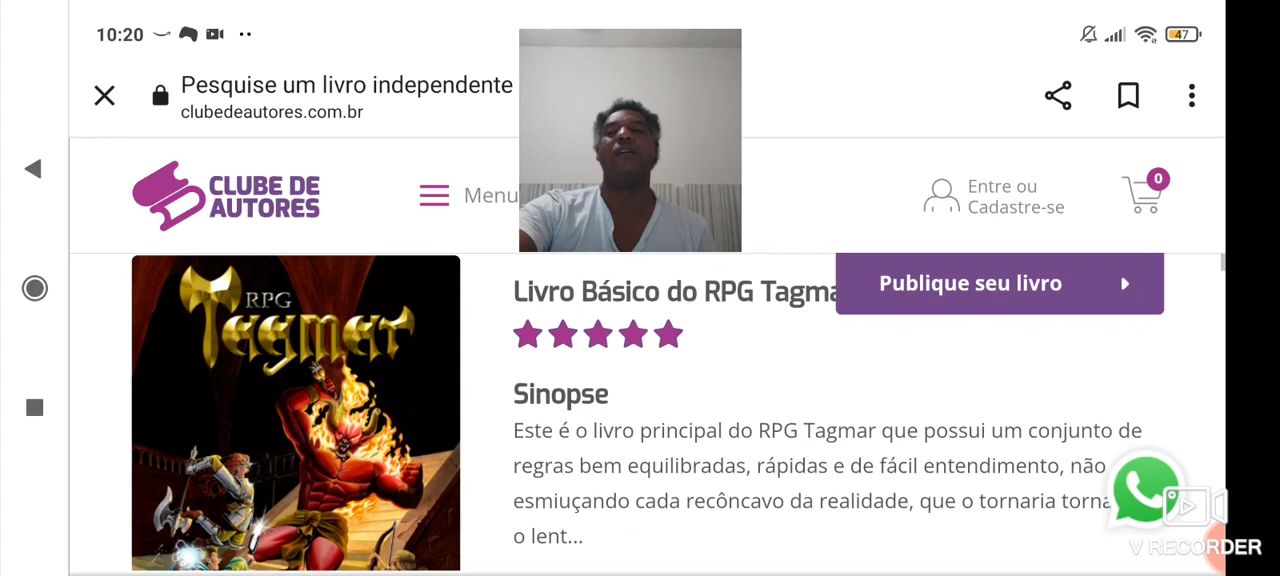 10:20
47
Pesquise um livro independente
clubedeautores.com.br
CLUBE DE
AUTORES
Menu
Entre ou
Cadastre-se
0
Publique seu livro
RPG
Tagmar
Livro Básico do RPG Tagma
Sinopse
Este é o livro principal do RPG Tagmar que possui um conjunto de
regras bem equilibradas, rápidas e de fácil entendimento, não
esmiuçando cada recôncavo da realidade, que o tornaria torna
o lent...
V RECORDER